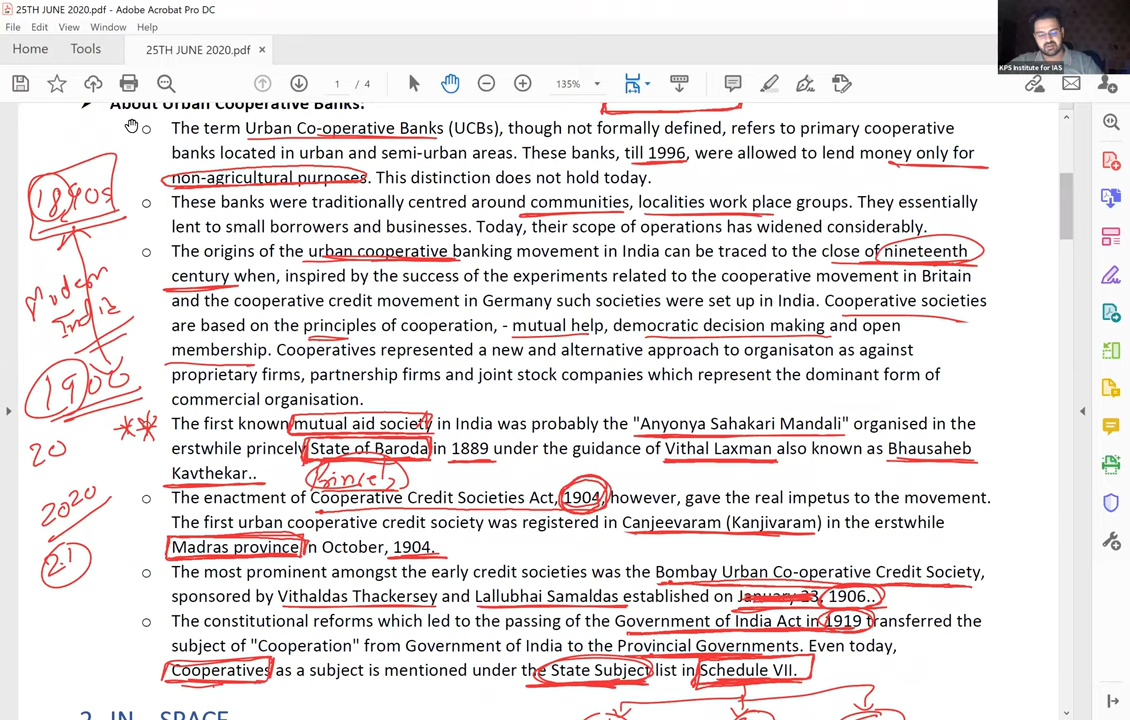 25TH JUNE 2020.pdf - Adobe Acrobat Pro DC
File Edit View Window Help
Home Tools 25TH JUNE 2020.pdf ×
1 / 4 135%
KPS Institute for IAS
About Urban Cooperative Banks:
The term Urban Co-operative Banks (UCBs), though not formally defined, refers to primary cooperative
banks located in urban and semi-urban areas. These banks, till 1996, were allowed to lend money only for
non-agricultural purposes. This distinction does not hold today.
These banks were traditionally centred around communities, localities work place groups. They essentially
lent to small borrowers and businesses. Today, their scope of operations has widened considerably.
The origins of the urban cooperative banking movement in India can be traced to the close of nineteenth
century when, inspired by the success of the experiments related to the cooperative movement in Britain
and the cooperative credit movement in Germany such societies were set up in India. Cooperative societies
are based on the principles of cooperation, - mutual help, democratic decision making and open
membership. Cooperatives represented a new and alternative approach to organisaton as against
proprietary firms, partnership firms and joint stock companies which represent the dominant form of
commercial organisation.
The first known mutual aid society in India was probably the "Anyonya Sahakari Mandali" organised in the
erstwhile princely State of Baroda in 1889 under the guidance of Vithal Laxman also known as Bhausaheb
Kavthekar..
The enactment of Cooperative Credit Societies Act, 1904, however, gave the real impetus to the movement.
The first urban cooperative credit society was registered in Canjeevaram (Kanjivaram) in the erstwhile
Madras province in October, 1904.
The most prominent amongst the early credit societies was the Bombay Urban Co-operative Credit Society,
sponsored by Vithaldas Thackersey and Lallubhai Samaldas established on January 23, 1906..
The constitutional reforms which led to the passing of the Government of India Act in 1919 transferred the
subject of "Cooperation" from Government of India to the Provincial Governments. Even today,
Cooperatives as a subject is mentioned under the State Subject list in Schedule VII.
2. IN – SPACE
1890s
Modern
India
1900
20
2020
21